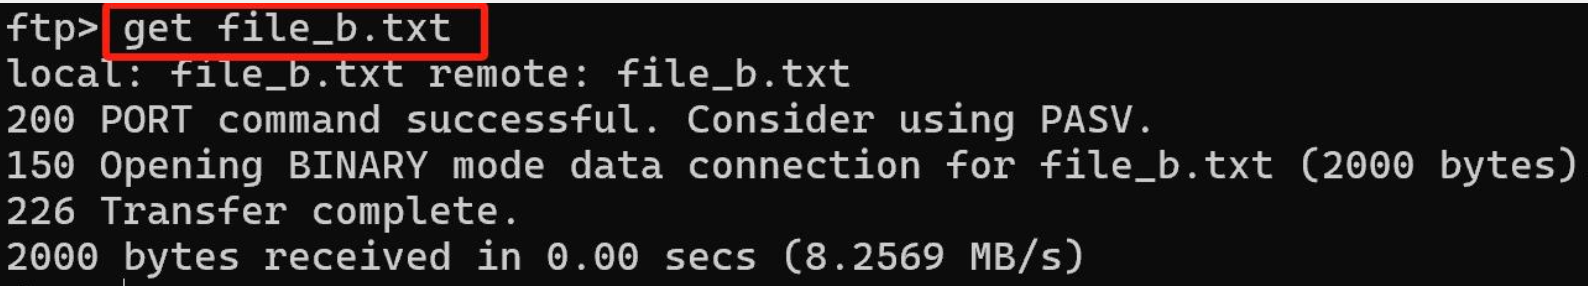 ftp> get file_b.txt
local: file_b.txt remote: file_b.txt
200 PORT command successful. Consider using PASV.
150 Opening BINARY mode data connection for file_b.txt (2000 bytes)
226 Transfer complete.
2000 bytes received in 0.00 secs (8.2569 MB/s)